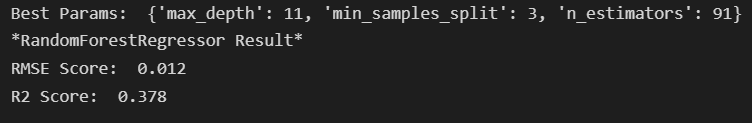 Best Params:  {'max_depth': 11, 'min_samples_split': 3, 'n_estimators': 91}
*RandomForestRegressor Result*
RMSE Score:  0.012
R2 Score:  0.378